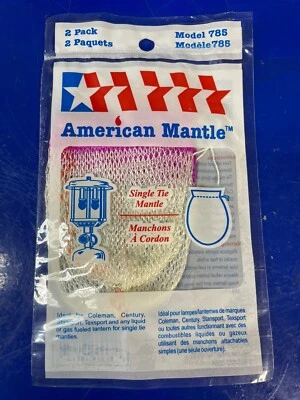 2 Pack
2 Paquets
Model 785
Modèle 785
American Mantle™
Single Tie
Mantle
Manchons
À Cordon
Ideal for Coleman, Century,
Stansport, Texsport and any liquid
or gas fueled lantern for single tie
mantles.
Idéal pour lampes/lanternes de marques
Coleman, Century, Stansport, Texsport
ou toutes autres fonctionnant avec des
combustibles liquides ou gazeux
utilisant des manchons attachables
simples (une seule ouverture).